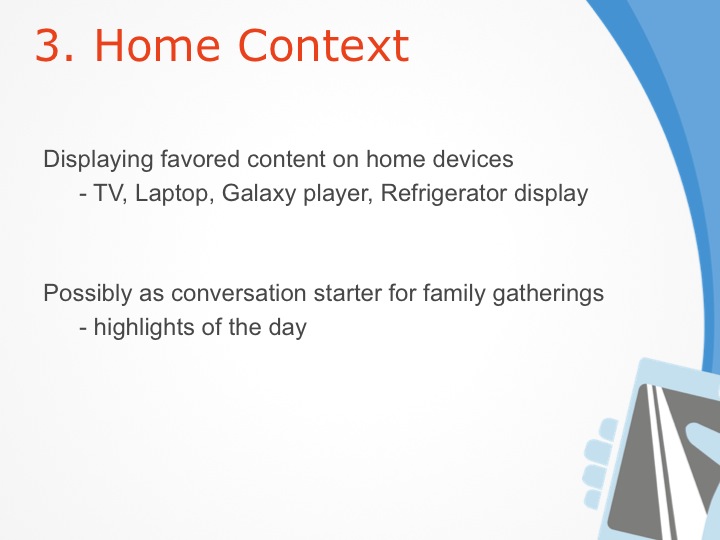 3. Home Context
Displaying favored content on home devices
- TV, Laptop, Galaxy player, Refrigerator display
Possibly as conversation starter for family gatherings
- highlights of the day